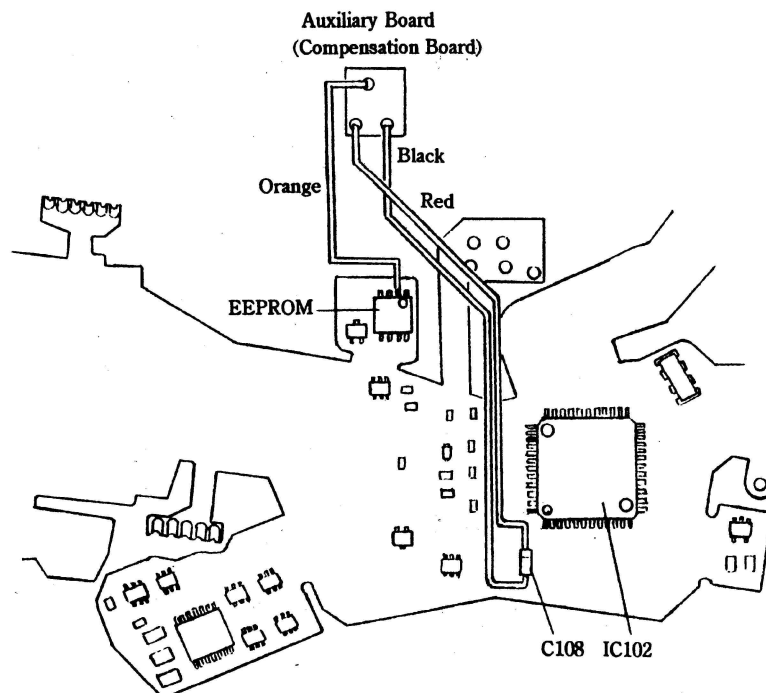 Auxiliary Board
(Compensation Board)
Black
Orange
Red
EEPROM
C108
IC102